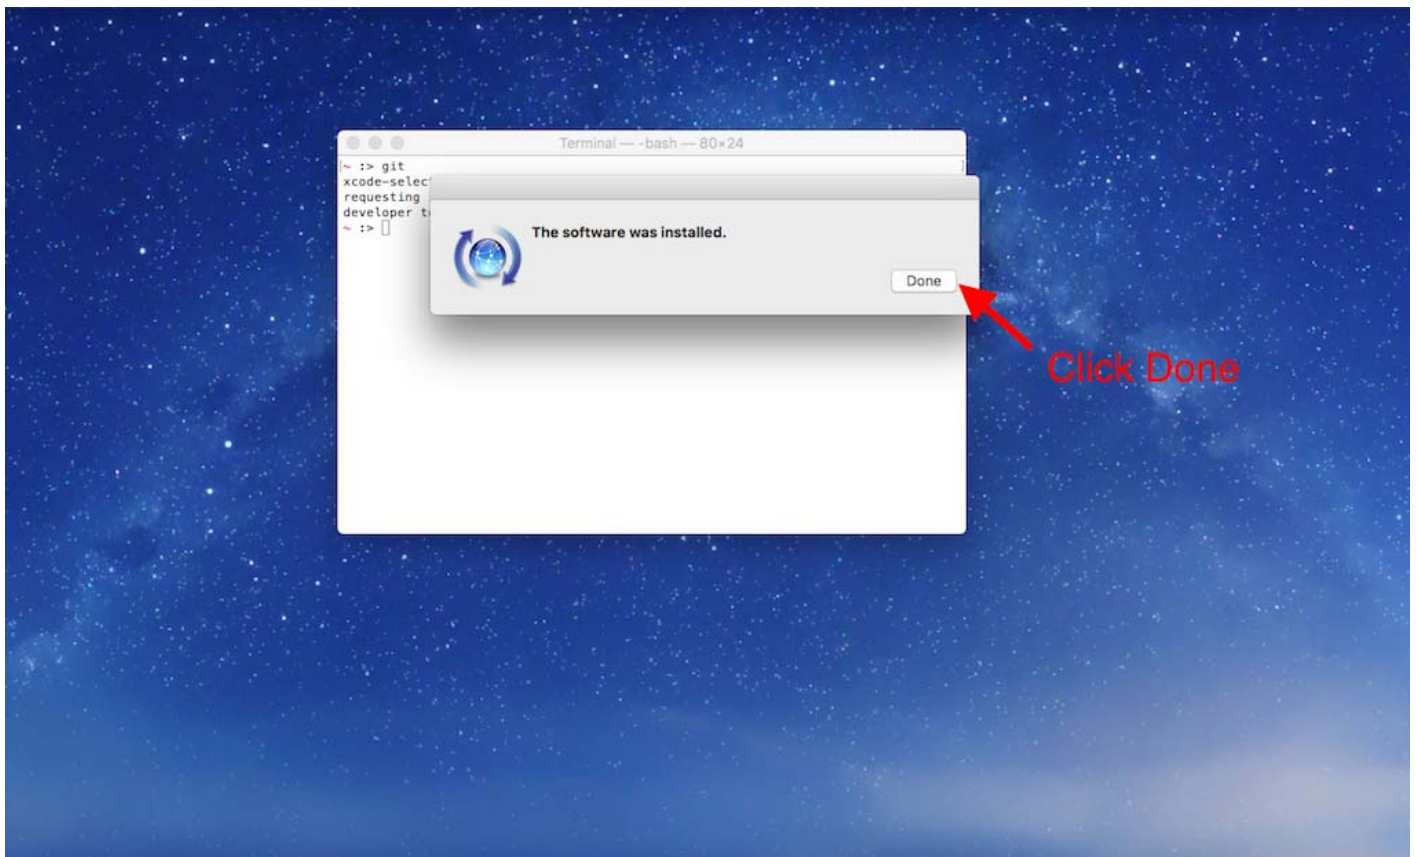 Terminal — -bash — 80×24
[~ :> git ]
xcode-selec
requesting
developer t
~ :>
The software was installed.
Done
Click Done